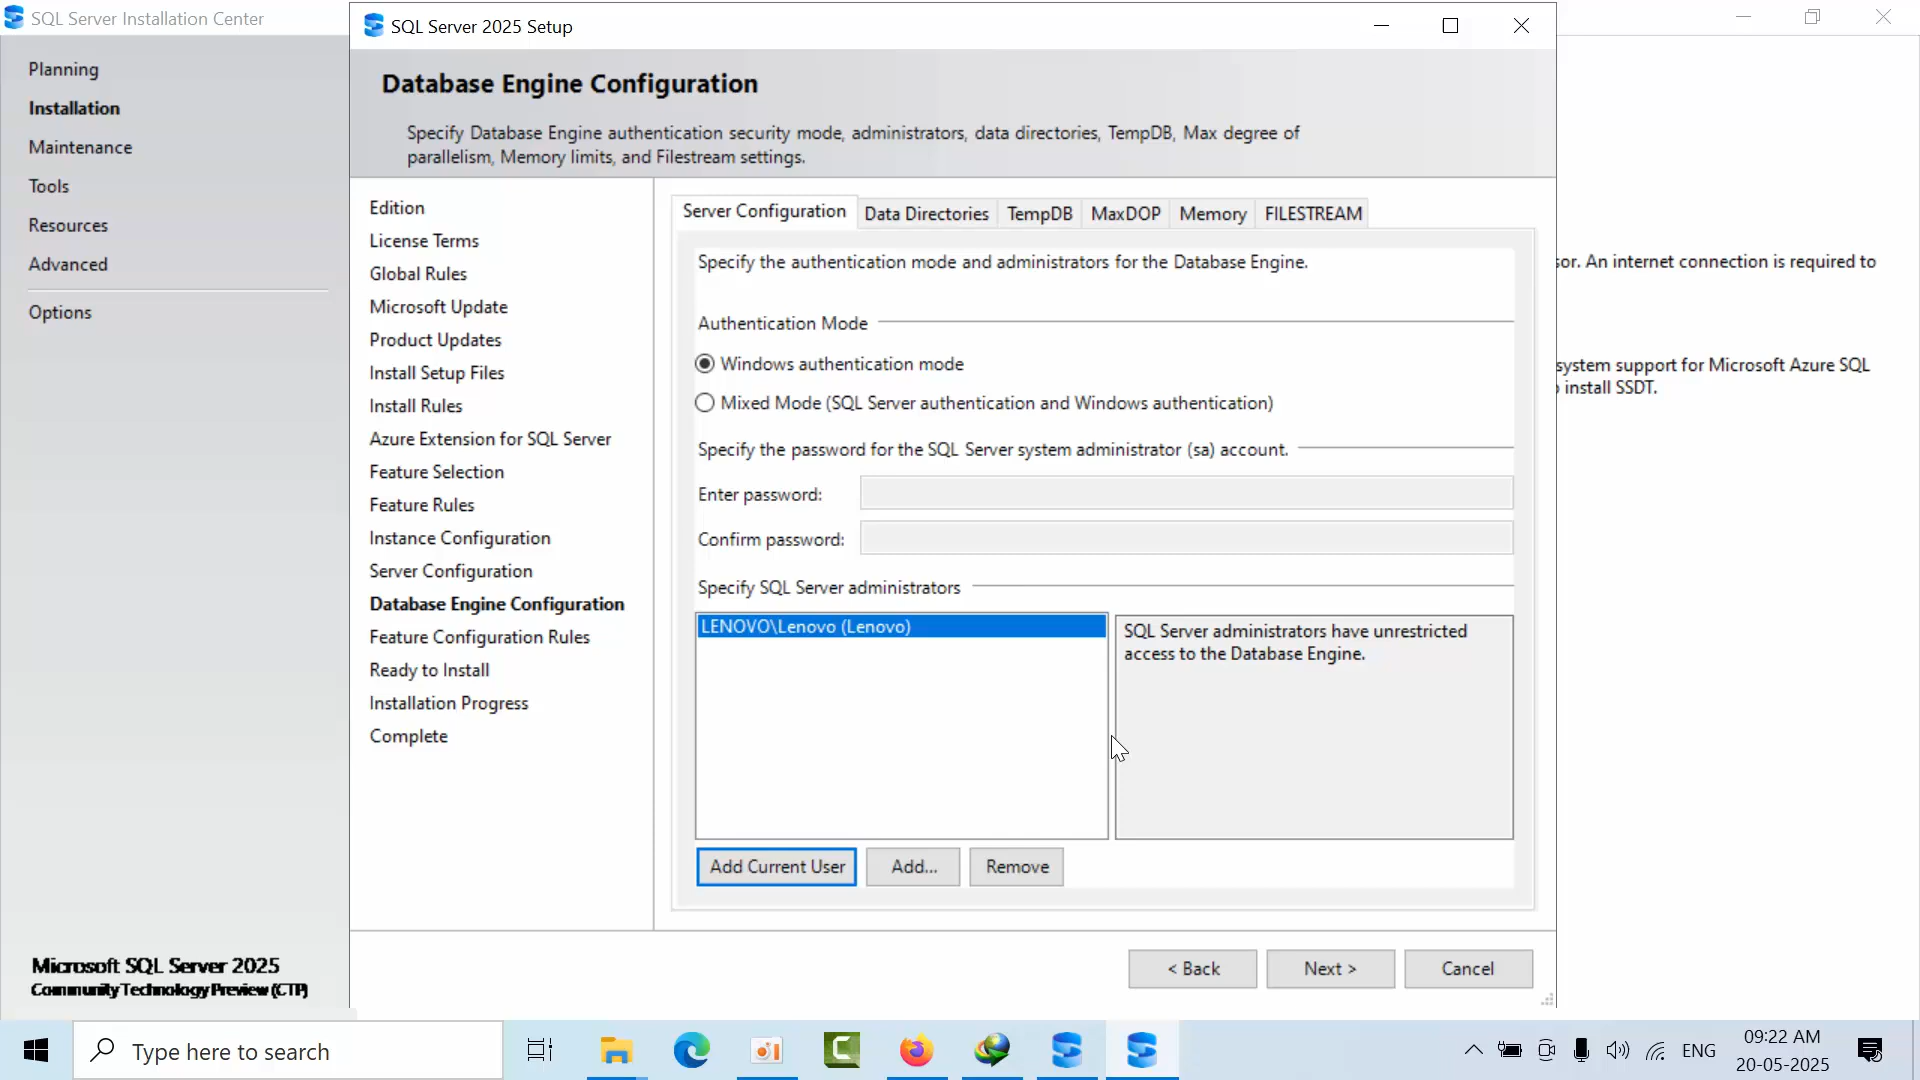 SQL Server Installation Center
Planning
Installation
Maintenance
Tools
Resources
Advanced
Options
Microsoft SQL Server 2025
Community Technology Preview (CTP)
SQL Server 2025 Setup
Database Engine Configuration
Specify Database Engine authentication security mode, administrators, data directories, TempDB, Max degree of
parallelism, Memory limits, and Filestream settings.
Edition
License Terms
Global Rules
Microsoft Update
Product Updates
Install Setup Files
Install Rules
Azure Extension for SQL Server
Feature Selection
Feature Rules
Instance Configuration
Server Configuration
Database Engine Configuration
Feature Configuration Rules
Ready to Install
Installation Progress
Complete
Server Configuration Data Directories TempDB MaxDOP Memory FILESTREAM
Specify the authentication mode and administrators for the Database Engine.
Authentication Mode
Windows authentication mode
Mixed Mode (SQL Server authentication and Windows authentication)
Specify the password for the SQL Server system administrator (sa) account.
Enter password:
Confirm password:
Specify SQL Server administrators
LENOVO\Lenovo (Lenovo)
SQL Server administrators have unrestricted
access to the Database Engine.
Add Current User Add... Remove
< Back Next > Cancel
sor. An internet connection is required to
system support for Microsoft Azure SQL
install SSDT.
Type here to search
ENG
09:22 AM
20-05-2025